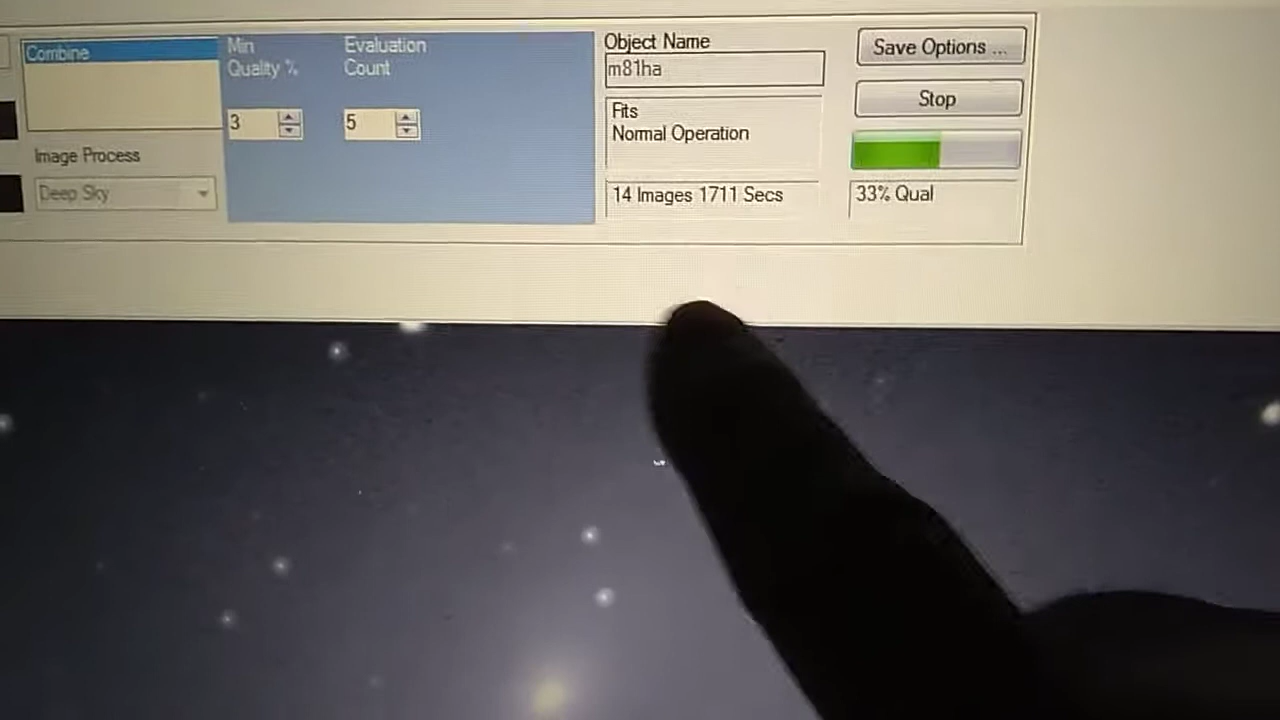 Combine
Image Process
Deep Sky
Min
Quality %
3
Evaluation
Count
5
Object Name
m81ha
Fits
Normal Operation
14 Images 1711 Secs
Save Options ...
Stop
33% Qual